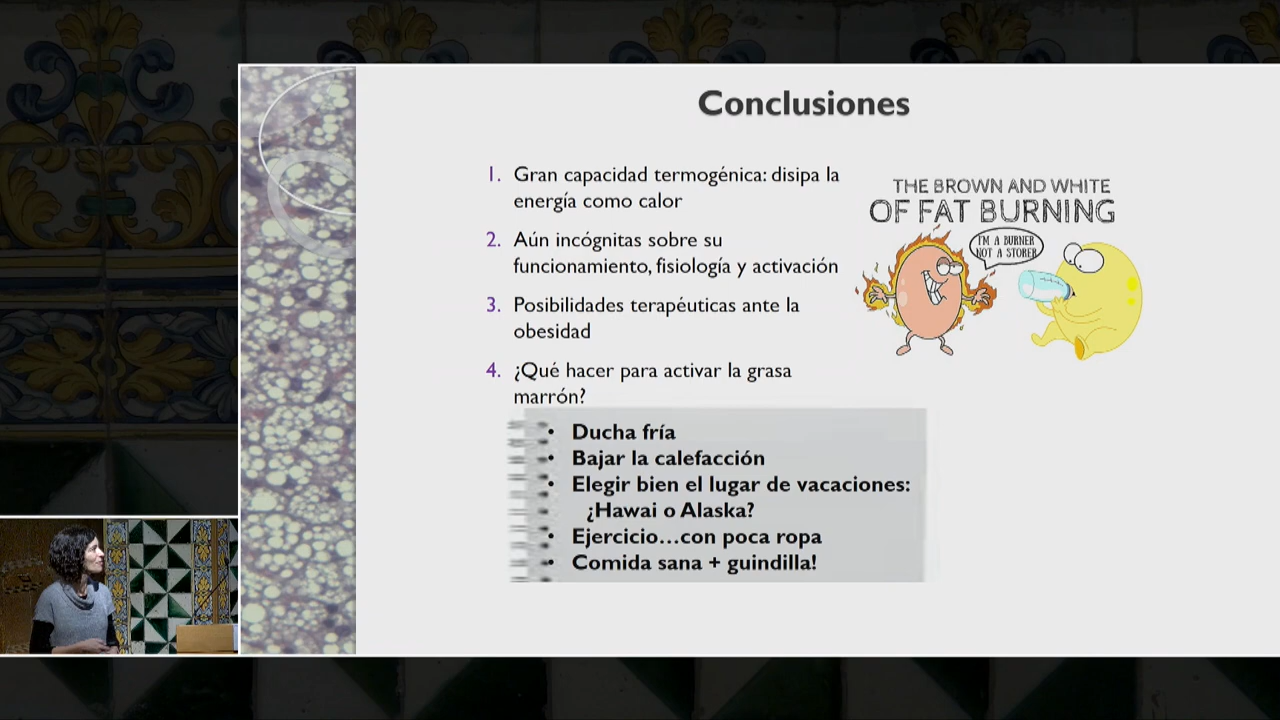 Conclusiones
1. Gran capacidad termogénica: disipa la
energía como calor
2. Aún incógnitas sobre su
funcionamiento, fisiología y activación
3. Posibilidades terapéuticas ante la
obesidad
4. ¿Qué hacer para activar la grasa
marrón?
• Ducha fría
• Bajar la calefacción
• Elegir bien el lugar de vacaciones:
¿Hawai o Alaska?
• Ejercicio...con poca ropa
• Comida sana + guindilla!
THE BROWN AND WHITE
OF FAT BURNING
I'M A BURNER
NOT A STORER